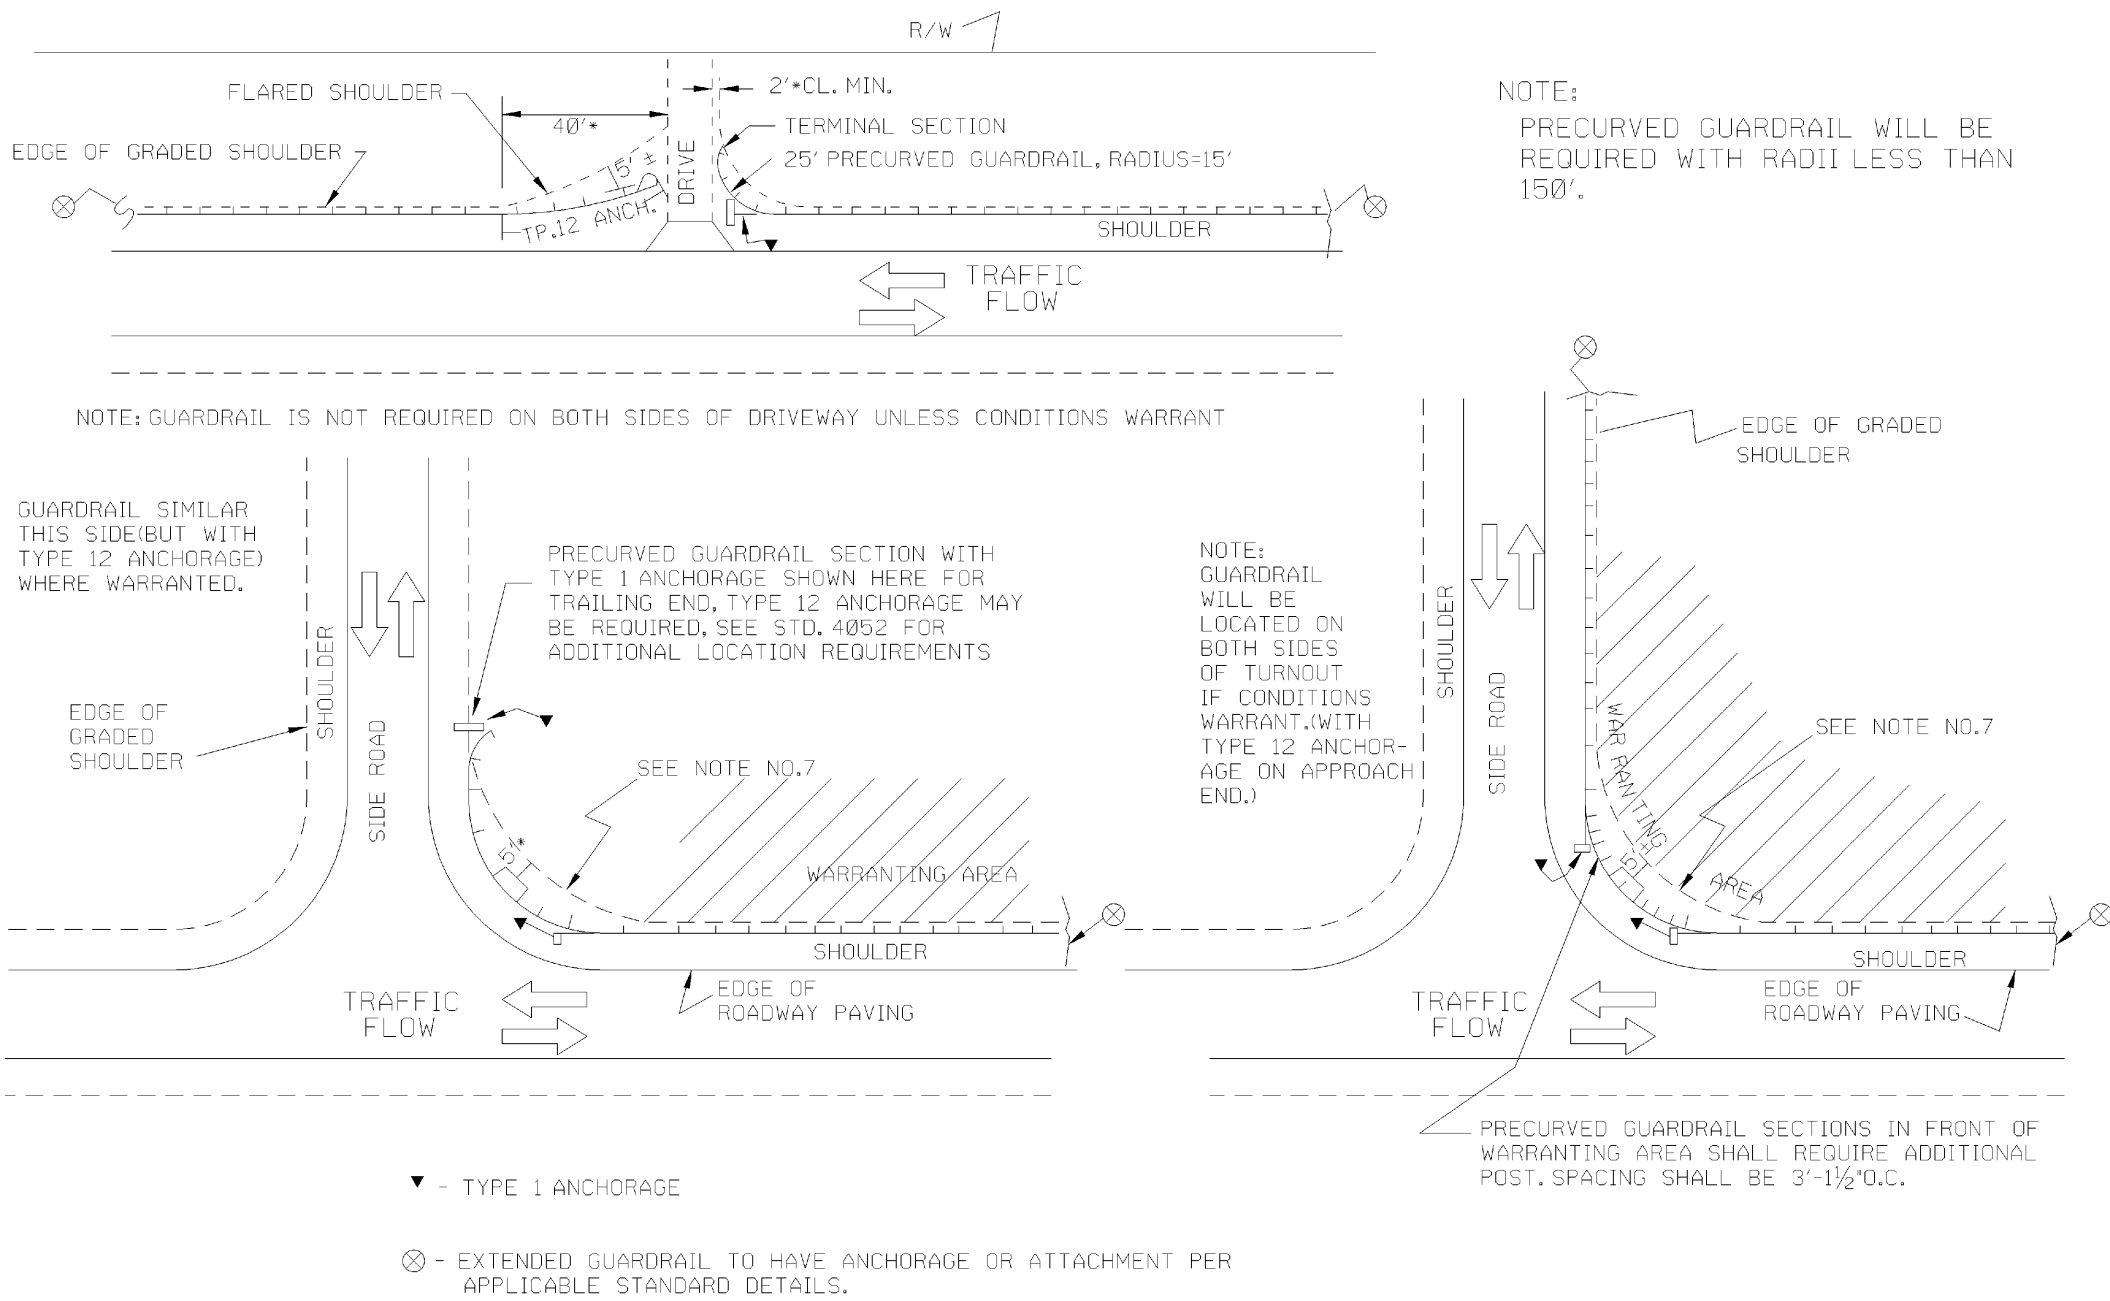 R/W
FLARED SHOULDER
2'*CL. MIN.
40'*
TERMINAL SECTION
EDGE OF GRADED SHOULDER
5' ±
DRIVE
25' PRECURVED GUARDRAIL, RADIUS=15'
TP.12 ANCH.
SHOULDER
TRAFFIC
FLOW
NOTE:
PRECURVED GUARDRAIL WILL BE
REQUIRED WITH RADII LESS THAN
150'.
NOTE: GUARDRAIL IS NOT REQUIRED ON BOTH SIDES OF DRIVEWAY UNLESS CONDITIONS WARRANT
GUARDRAIL SIMILAR
THIS SIDE(BUT WITH
TYPE 12 ANCHORAGE)
WHERE WARRANTED.
PRECURVED GUARDRAIL SECTION WITH
TYPE 1 ANCHORAGE SHOWN HERE FOR
TRAILING END, TYPE 12 ANCHORAGE MAY
BE REQUIRED, SEE STD. 4052 FOR
ADDITIONAL LOCATION REQUIREMENTS
SHOULDER
EDGE OF
GRADED
SHOULDER
SIDE ROAD
SEE NOTE NO.7
5'*
WARRANTING AREA
SHOULDER
EDGE OF
ROADWAY PAVING
TRAFFIC
FLOW
EDGE OF GRADED
SHOULDER
NOTE:
GUARDRAIL
WILL BE
LOCATED ON
BOTH SIDES
OF TURNOUT
IF CONDITIONS
WARRANT.(WITH
TYPE 12 ANCHOR-
AGE ON APPROACH
END.)
SHOULDER
SIDE ROAD
SEE NOTE NO.7
WARRANTING
AREA
5'±
SHOULDER
EDGE OF
ROADWAY PAVING
TRAFFIC
FLOW
PRECURVED GUARDRAIL SECTIONS IN FRONT OF
WARRANTING AREA SHALL REQUIRE ADDITIONAL
POST. SPACING SHALL BE 3'-1½"O.C.
▼ - TYPE 1 ANCHORAGE
⊗ - EXTENDED GUARDRAIL TO HAVE ANCHORAGE OR ATTACHMENT PER
APPLICABLE STANDARD DETAILS.